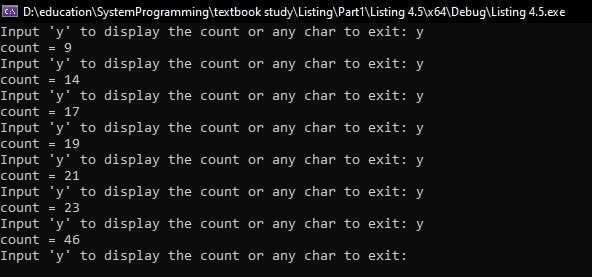 D:\education\SystemProgramming\textbook study\Listing\Part1\Listing 4.5\x64\Debug\Listing 4.5.exe
Input 'y' to display the count or any char to exit: y
count = 9
Input 'y' to display the count or any char to exit: y
count = 14
Input 'y' to display the count or any char to exit: y
count = 17
Input 'y' to display the count or any char to exit: y
count = 19
Input 'y' to display the count or any char to exit: y
count = 21
Input 'y' to display the count or any char to exit: y
count = 23
Input 'y' to display the count or any char to exit: y
count = 46
Input 'y' to display the count or any char to exit: